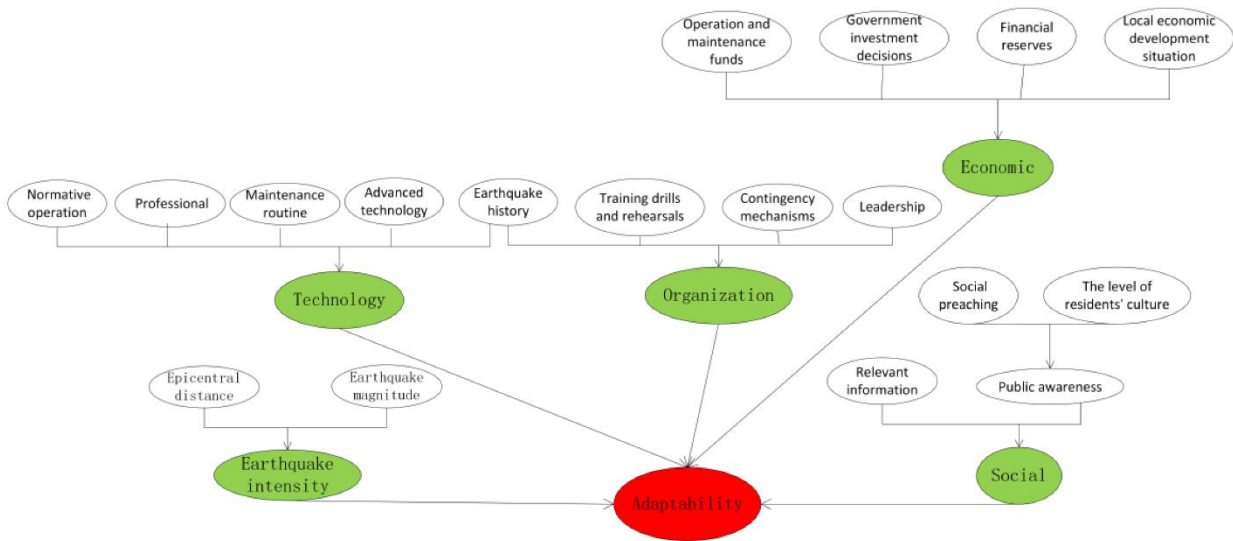 Operation and
maintenance
funds
Government
investment
decisions
Financial
reserves
Local economic
development
situation
Economic
Normative
operation
Professional
Maintenance
routine
Advanced
technology
Earthquake
history
Training drills
and rehearsals
Contingency
mechanisms
Leadership
Technology
Organization
Social
preaching
The level of
residents' culture
Epicentral
distance
Earthquake
magnitude
Relevant
information
Public awareness
Earthquake
intensity
Adaptability
Social